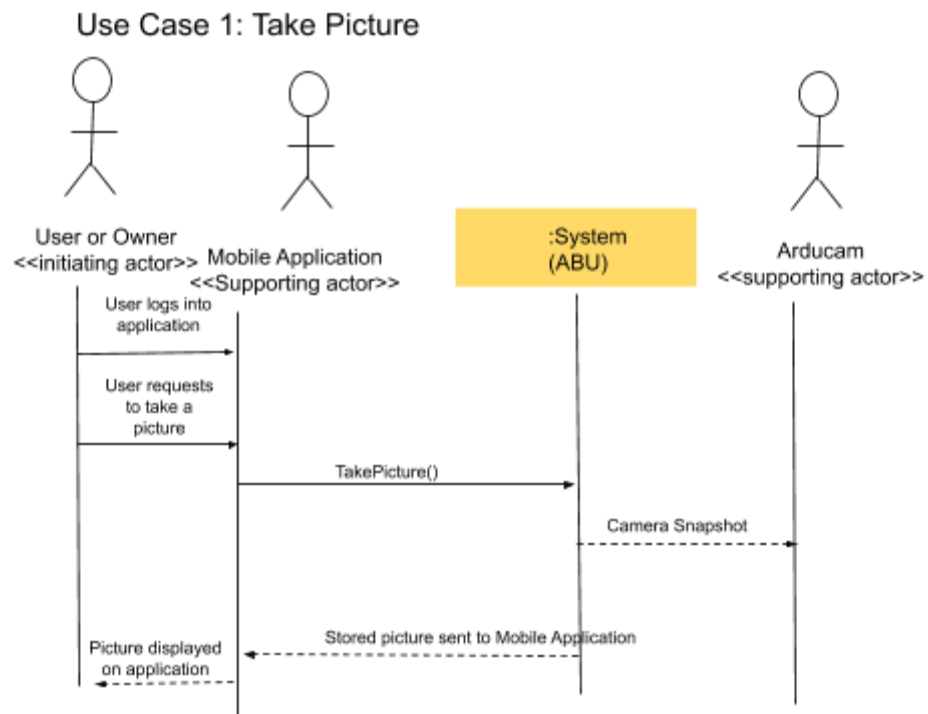 Use Case 1: Take Picture
User or Owner
<<initiating actor>>
Mobile Application
<<Supporting actor>>
:System
(ABU)
Arducam
<<supporting actor>>
User logs into
application
User requests
to take a
picture
TakePicture()
Camera Snapshot
Stored picture sent to Mobile Application
Picture displayed
on application